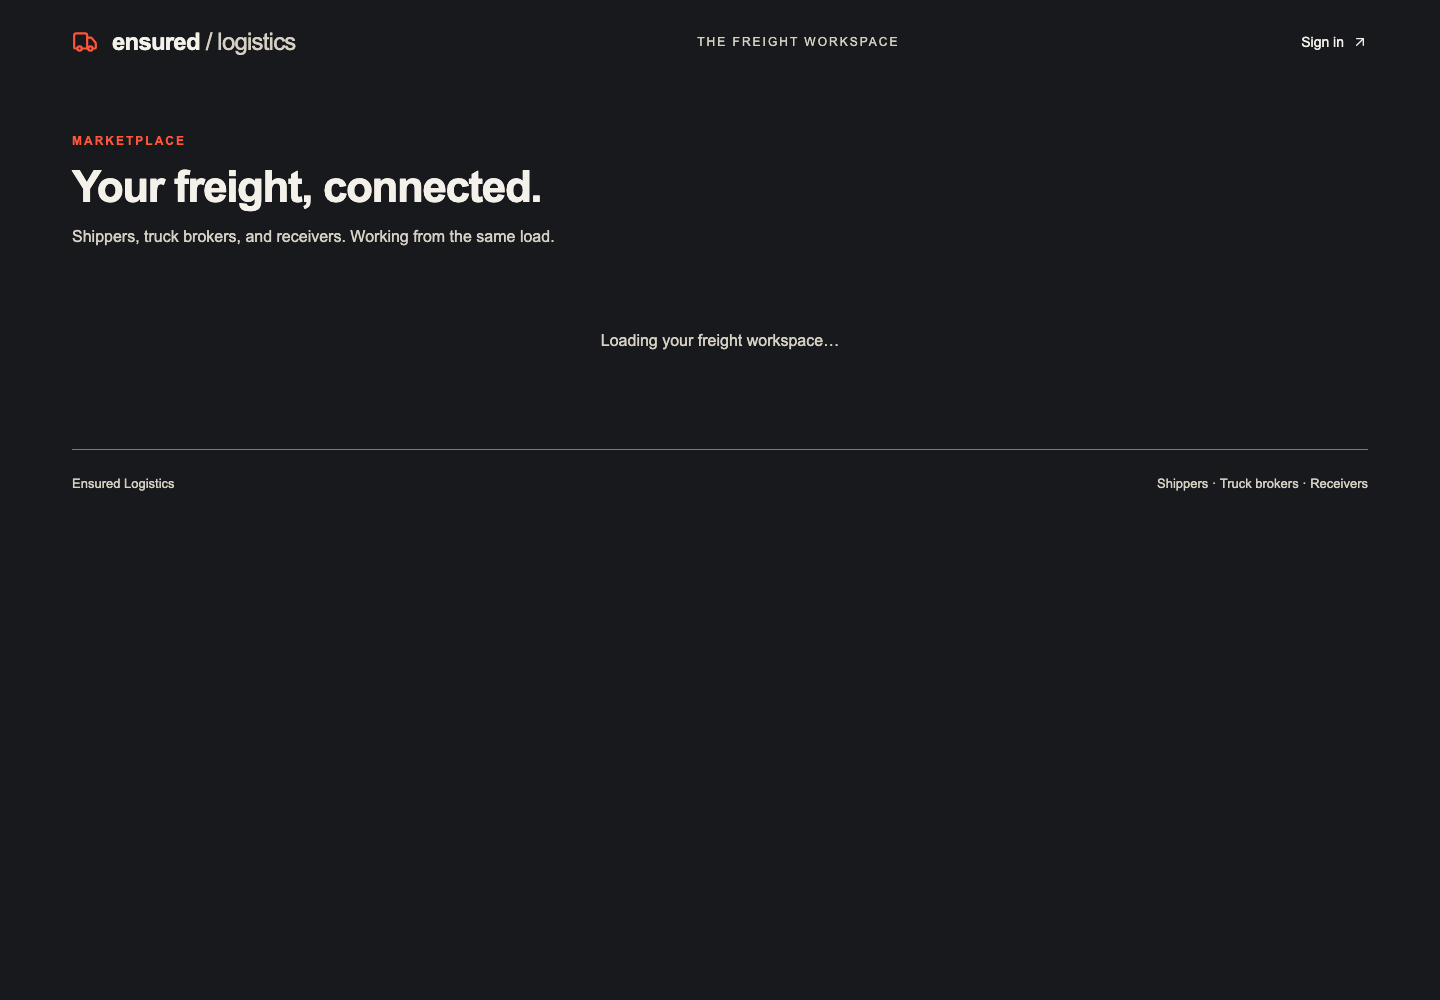 ensured / logistics
THE FREIGHT WORKSPACE
Sign in
MARKETPLACE
Your freight, connected.
Shippers, truck brokers, and receivers. Working from the same load.
Loading your freight workspace…
Ensured Logistics
Shippers · Truck brokers · Receivers